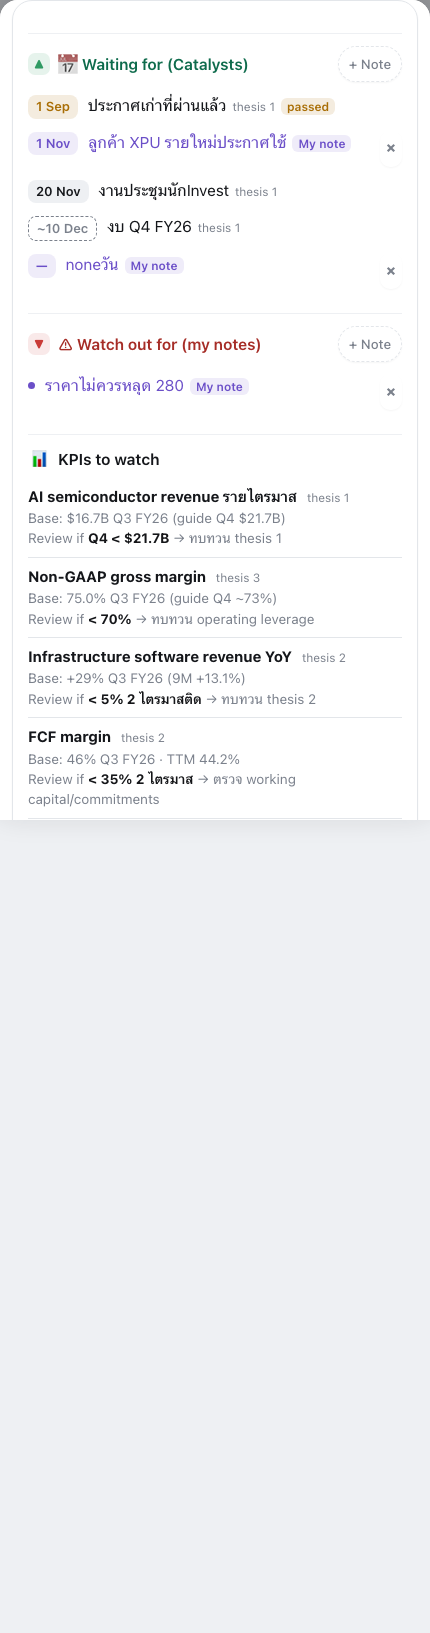 ▲ 📅 Waiting for (Catalysts) + Note
1 Sep ประกาศเก่าที่ผ่านแล้ว thesis 1 passed
1 Nov ลูกค้า XPU รายใหม่ประกาศใช้ My note ×
20 Nov งานประชุมนักInvest thesis 1
~10 Dec งบ Q4 FY26 thesis 1
— noneวัน My note ×
▼ ⚠ Watch out for (my notes) + Note
• ราคาไม่ควรหลุด 280 My note ×
📊 KPIs to watch
AI semiconductor revenue รายไตรมาส thesis 1
Base: $16.7B Q3 FY26 (guide Q4 $21.7B)
Review if Q4 < $21.7B → ทบทวน thesis 1
Non-GAAP gross margin thesis 3
Base: 75.0% Q3 FY26 (guide Q4 ~73%)
Review if < 70% → ทบทวน operating leverage
Infrastructure software revenue YoY thesis 2
Base: +29% Q3 FY26 (9M +13.1%)
Review if < 5% 2 ไตรมาสติด → ทบทวน thesis 2
FCF margin thesis 2
Base: 46% Q3 FY26 · TTM 44.2%
Review if < 35% 2 ไตรมาส → ตรวจ working
capital/commitments